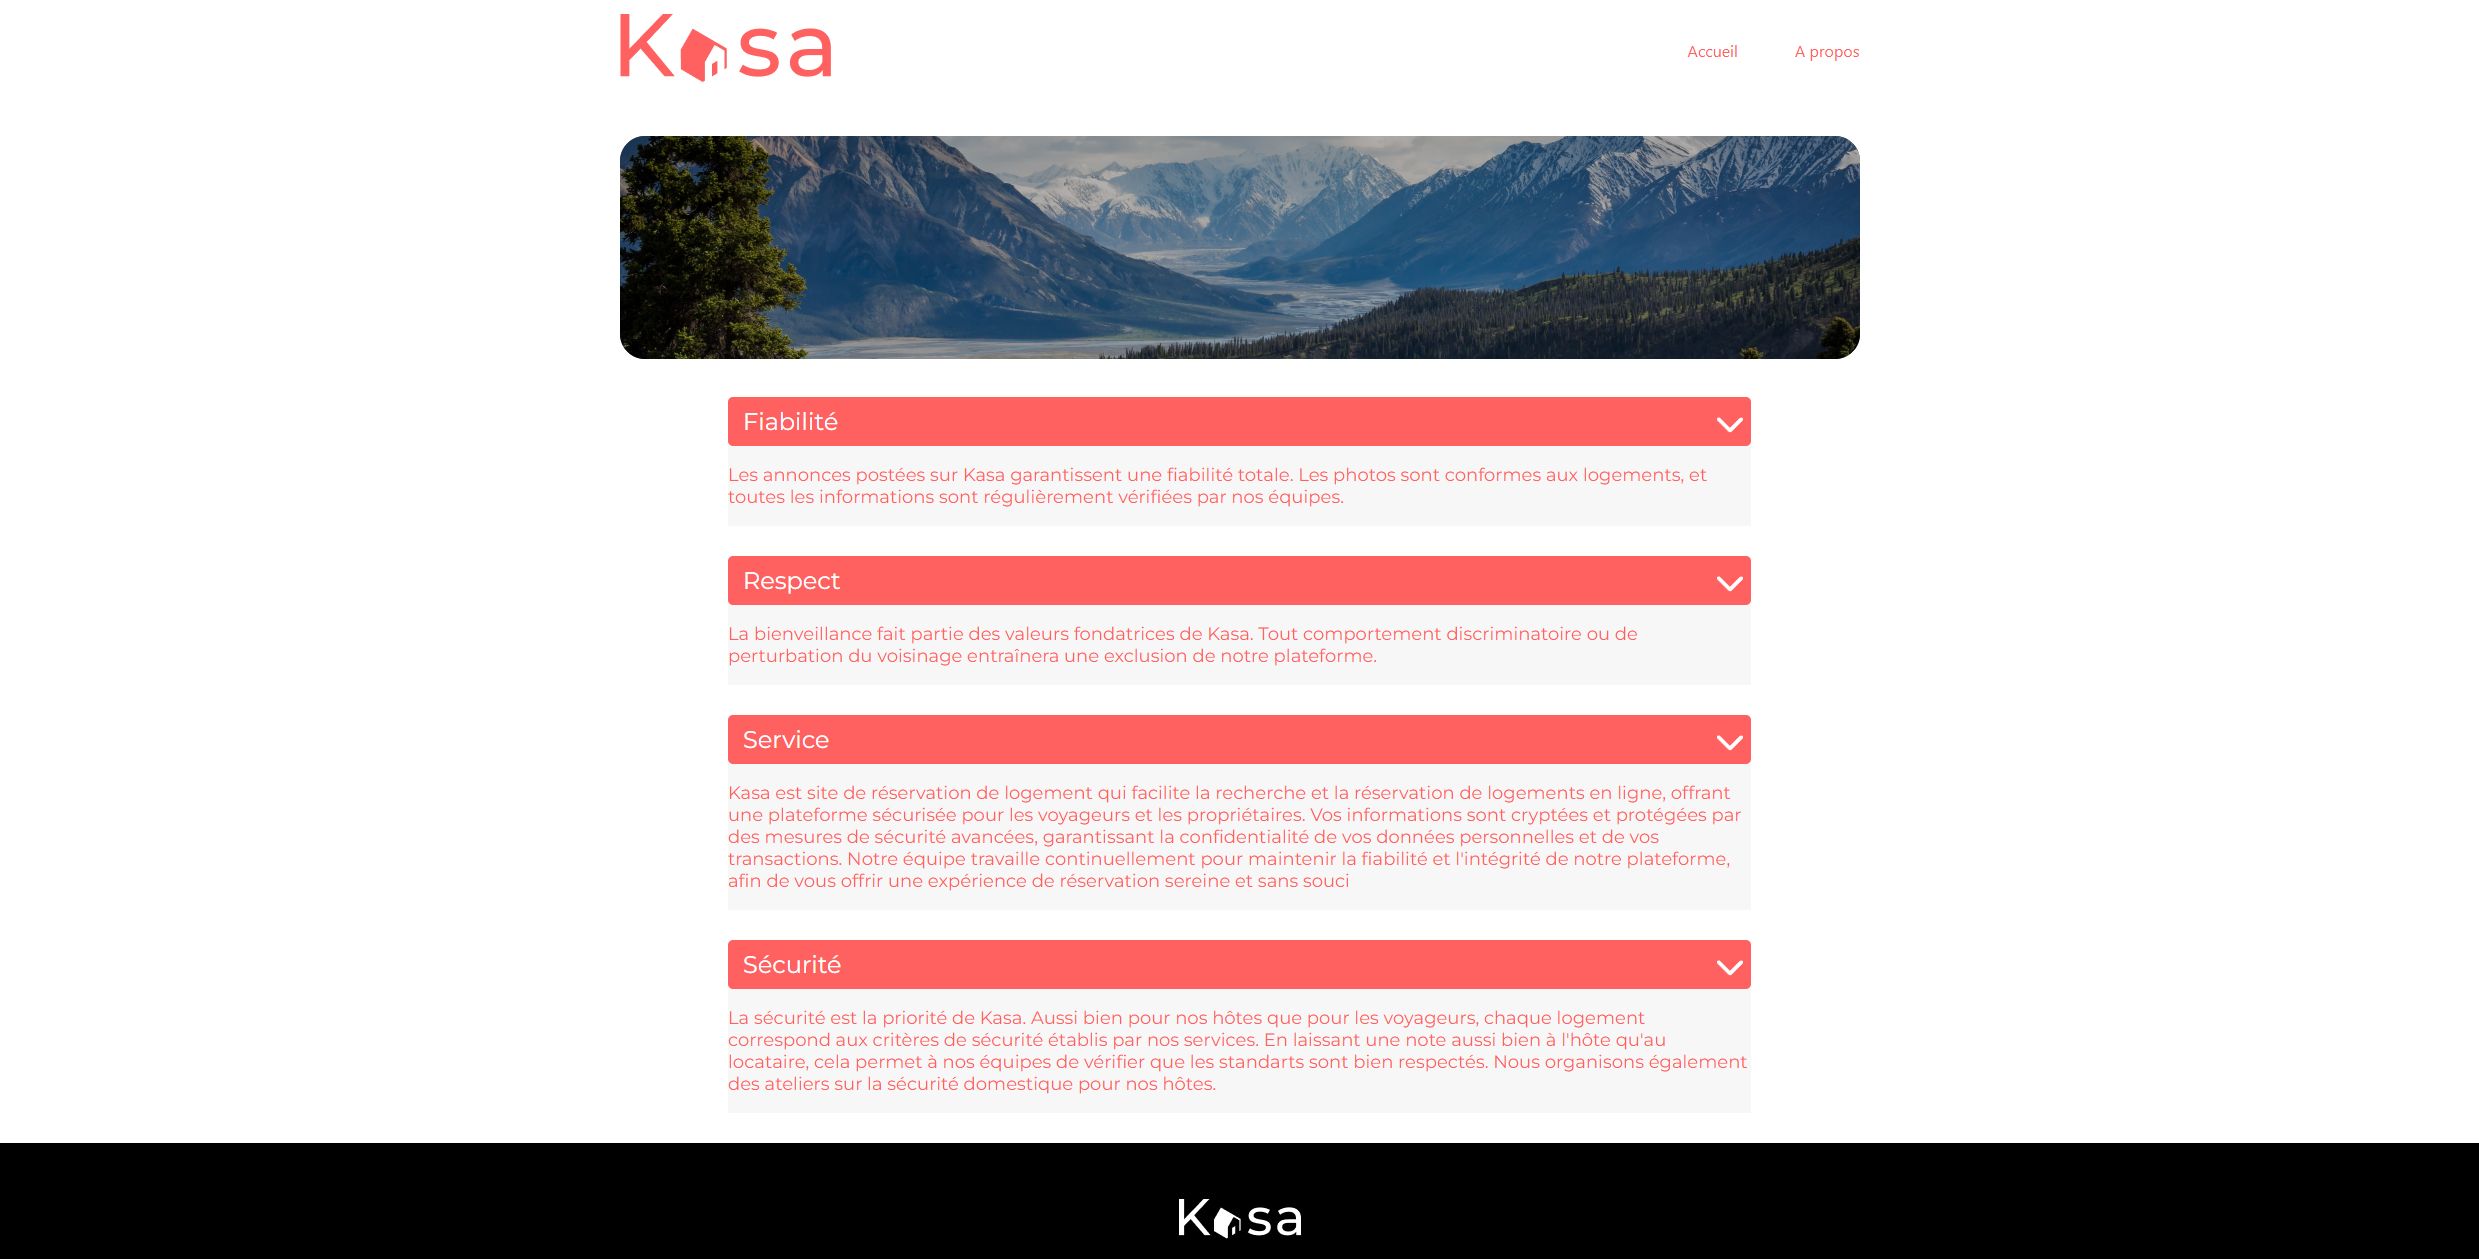 Kasa
Accueil
A propos
Fiabilité
Les annonces postées sur Kasa garantissent une fiabilité totale. Les photos sont conformes aux logements, et
toutes les informations sont régulièrement vérifiées par nos équipes.
Respect
La bienveillance fait partie des valeurs fondatrices de Kasa. Tout comportement discriminatoire ou de
perturbation du voisinage entraînera une exclusion de notre plateforme.
Service
Kasa est site de réservation de logement qui facilite la recherche et la réservation de logements en ligne, offrant
une plateforme sécurisée pour les voyageurs et les propriétaires. Vos informations sont cryptées et protégées par
des mesures de sécurité avancées, garantissant la confidentialité de vos données personnelles et de vos
transactions. Notre équipe travaille continuellement pour maintenir la fiabilité et l'intégrité de notre plateforme,
afin de vous offrir une expérience de réservation sereine et sans souci
Sécurité
La sécurité est la priorité de Kasa. Aussi bien pour nos hôtes que pour les voyageurs, chaque logement
correspond aux critères de sécurité établis par nos services. En laissant une note aussi bien à l'hôte qu'au
locataire, cela permet à nos équipes de vérifier que les standarts sont bien respectés. Nous organisons également
des ateliers sur la sécurité domestique pour nos hôtes.
Kasa